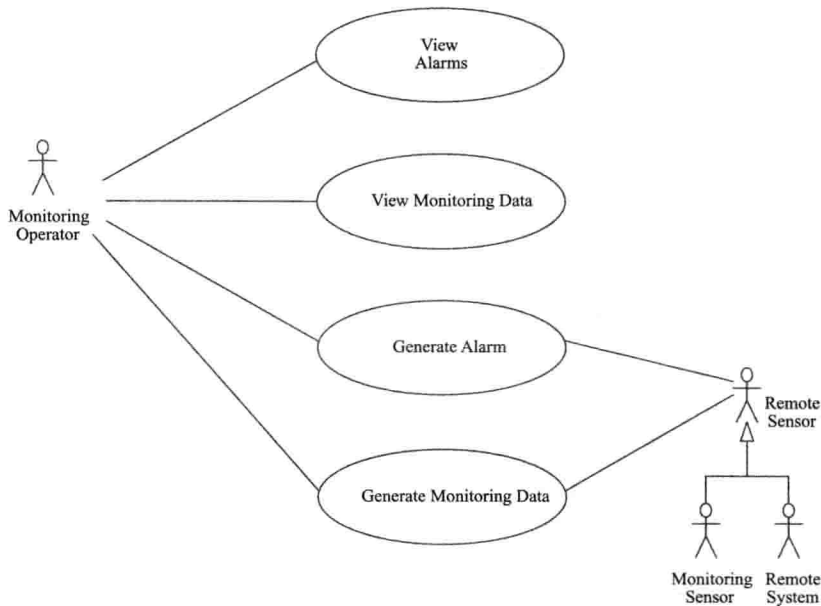 View
Alarms
View Monitoring Data
Monitoring
Operator
Generate Alarm
Remote
Sensor
Generate Monitoring Data
Monitoring
Sensor
Remote
System